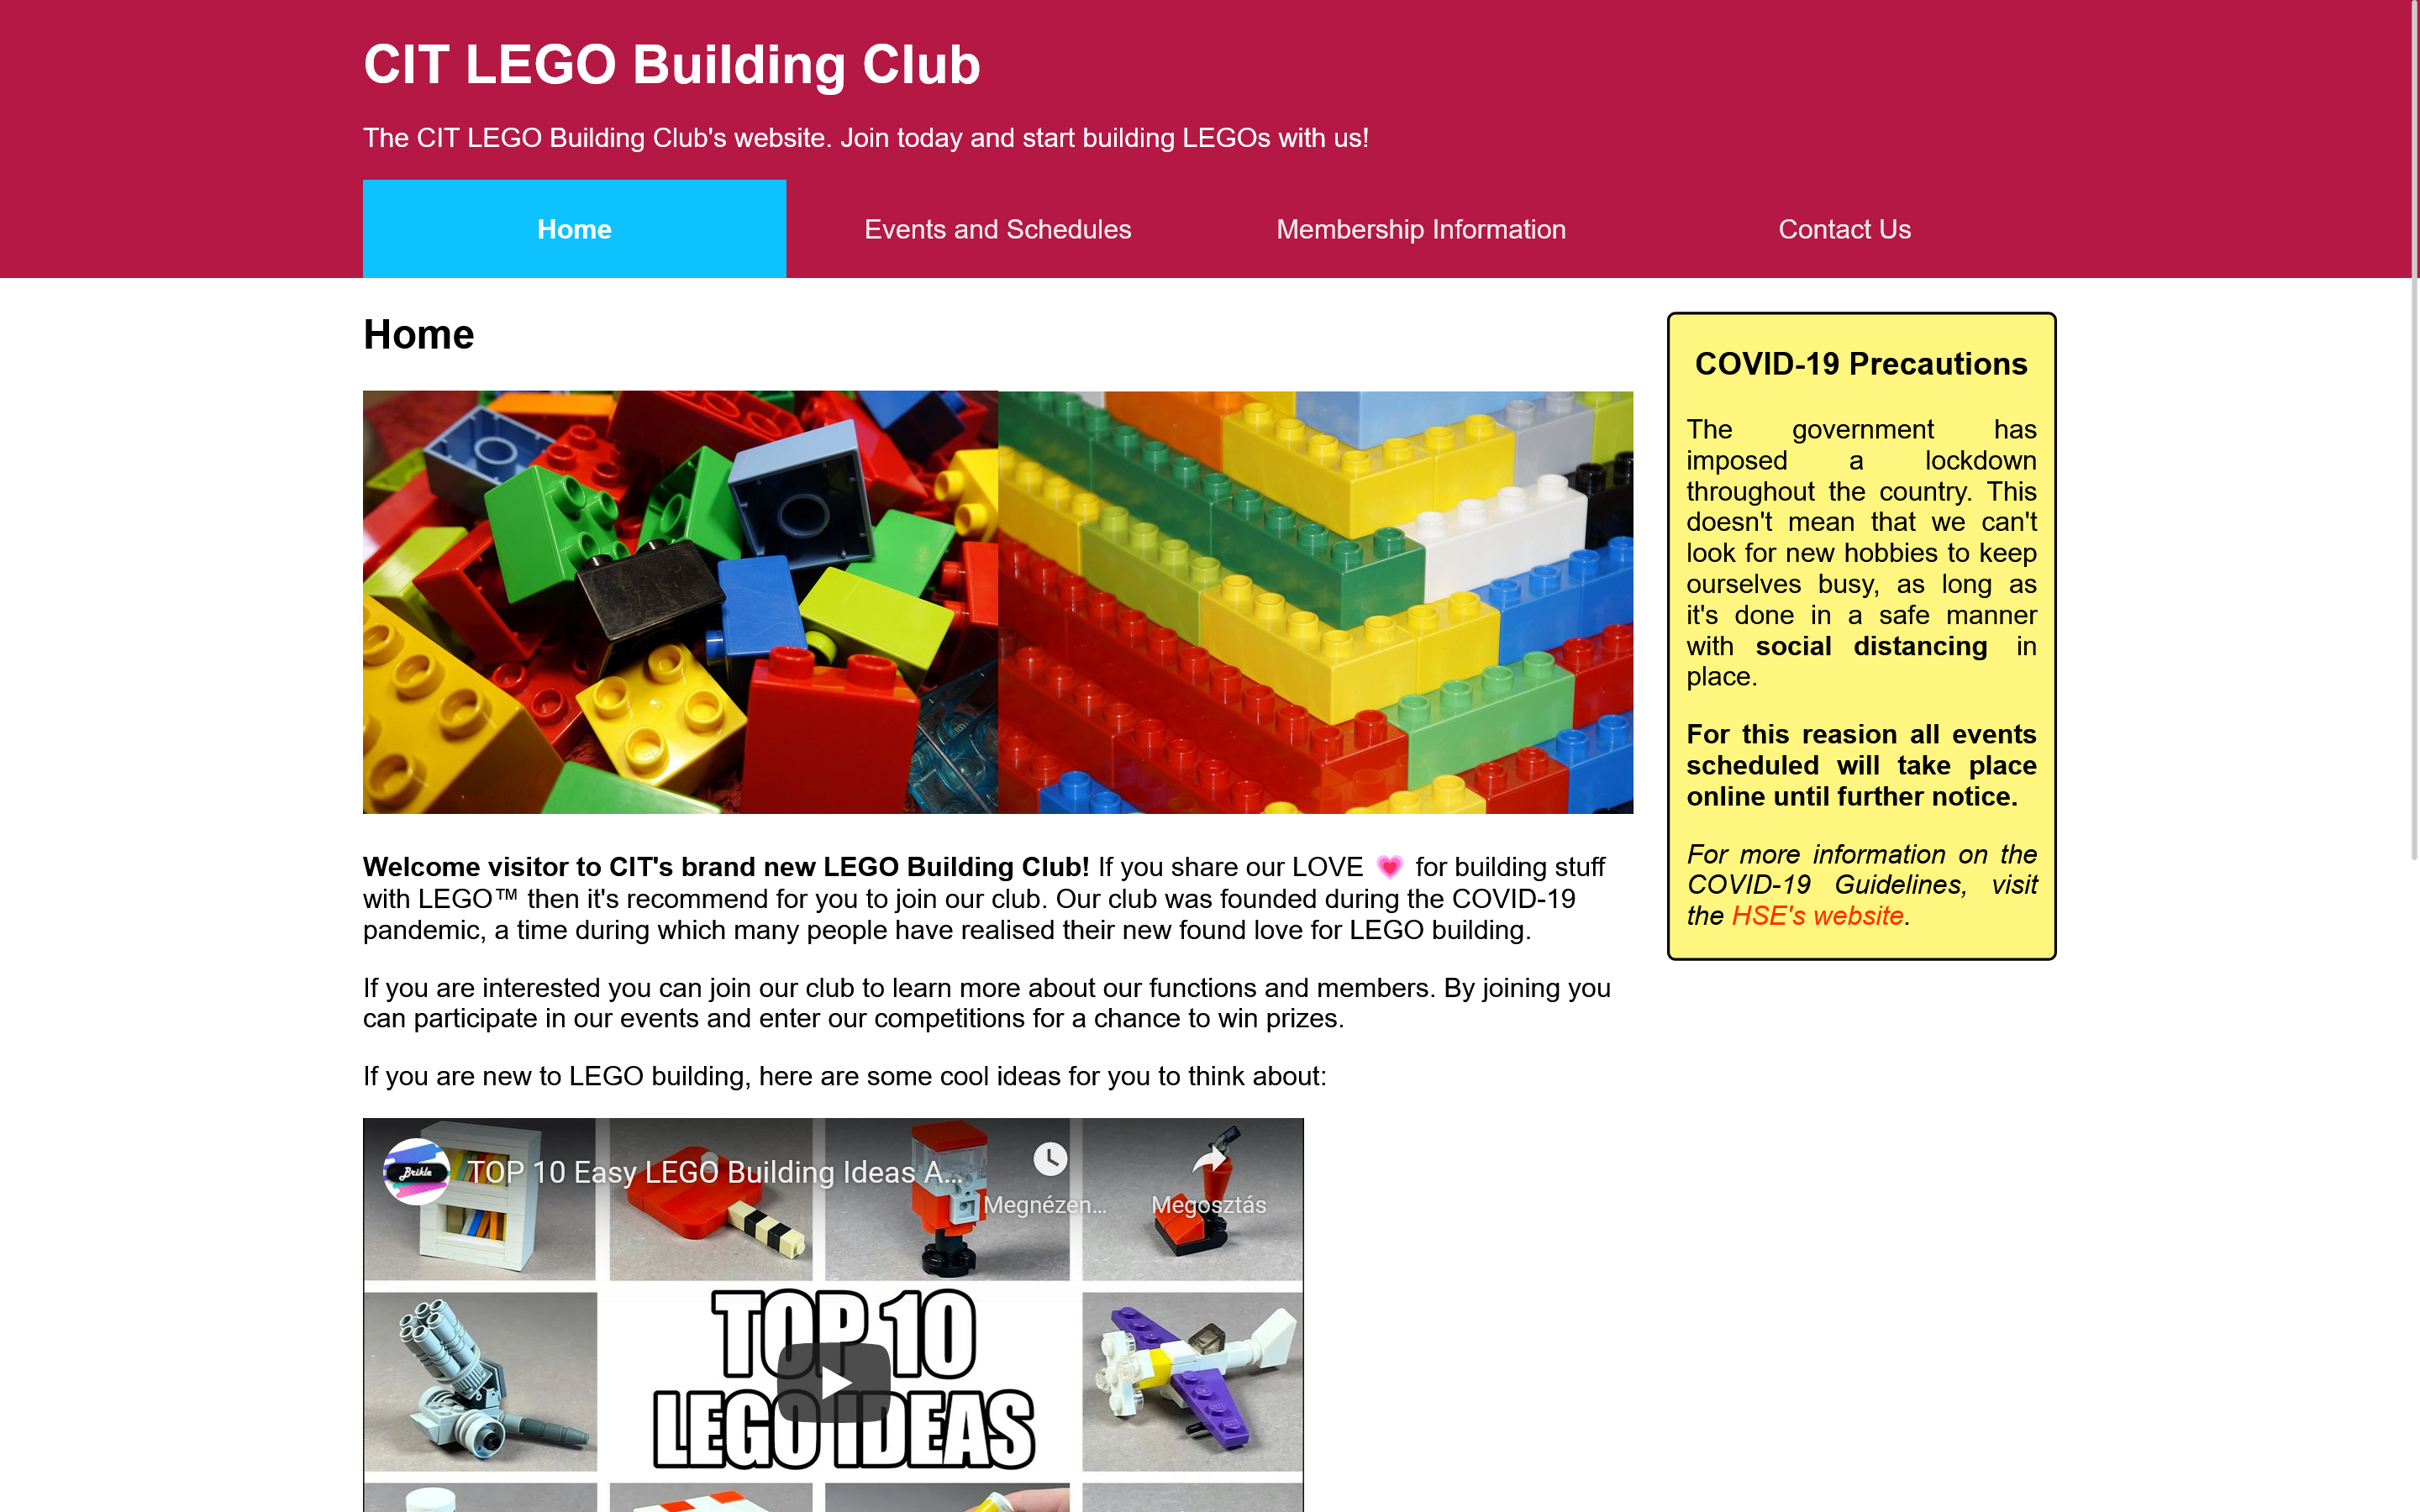 CIT LEGO Building Club
The CIT LEGO Building Club's website. Join today and start building LEGOs with us!
Home
Events and Schedules
Membership Information
Contact Us
Home
Welcome visitor to CIT's brand new LEGO Building Club! If you share our LOVE 💗 for building stuff
with LEGO™ then it's recommend for you to join our club. Our club was founded during the COVID-19
pandemic, a time during which many people have realised their new found love for LEGO building.
If you are interested you can join our club to learn more about our functions and members. By joining you
can participate in our events and enter our competitions for a chance to win prizes.
If you are new to LEGO building, here are some cool ideas for you to think about:
Brikle
TOP 10 Easy LEGO Building Ideas A...
Megnézen...
Megosztás
TOP 10
LEGO IDEAS
COVID-19 Precautions
The government has
imposed a lockdown
throughout the country. This
doesn't mean that we can't
look for new hobbies to keep
ourselves busy, as long as
it's done in a safe manner
with social distancing in
place.
For this reasion all events
scheduled will take place
online until further notice.
For more information on the
COVID-19 Guidelines, visit
the HSE's website.